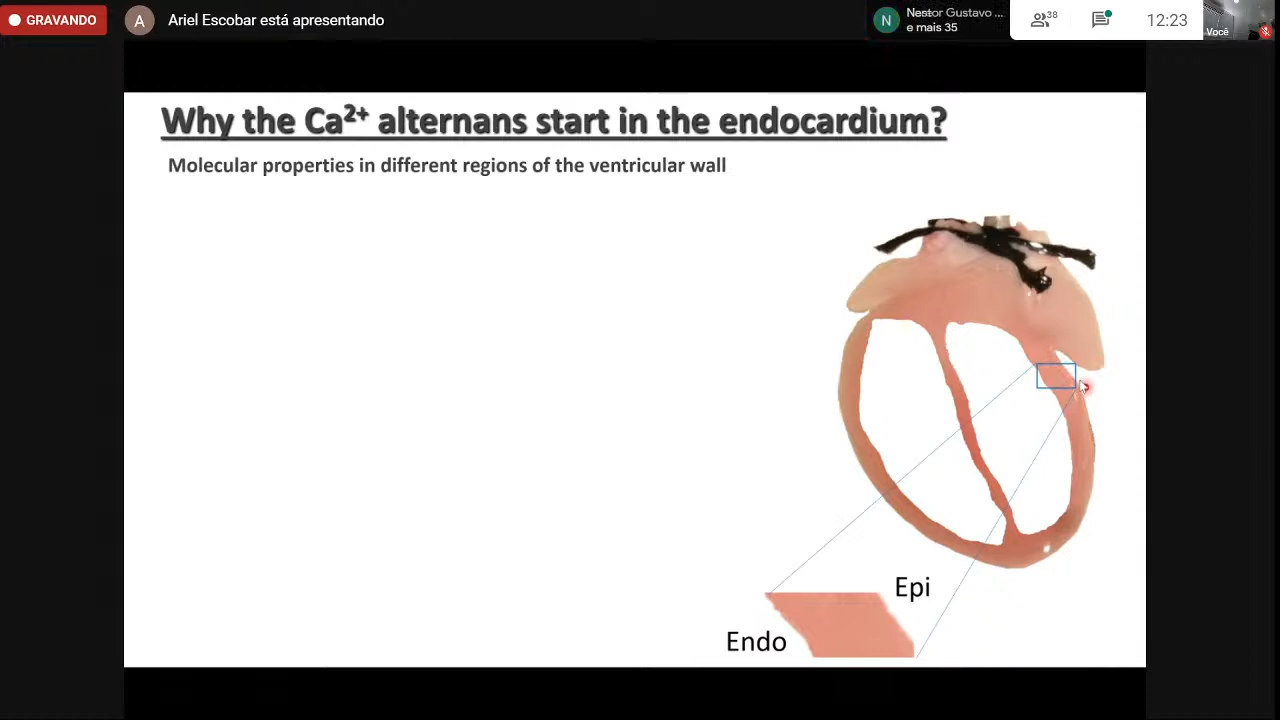 GRAVANDO
A
Ariel Escobar está apresentando
N
Nestor Gustavo ...
e mais 35
38
12:23
Você
Why the Ca²⁺ alternans start in the endocardium?
Molecular properties in different regions of the ventricular wall
Epi
Endo